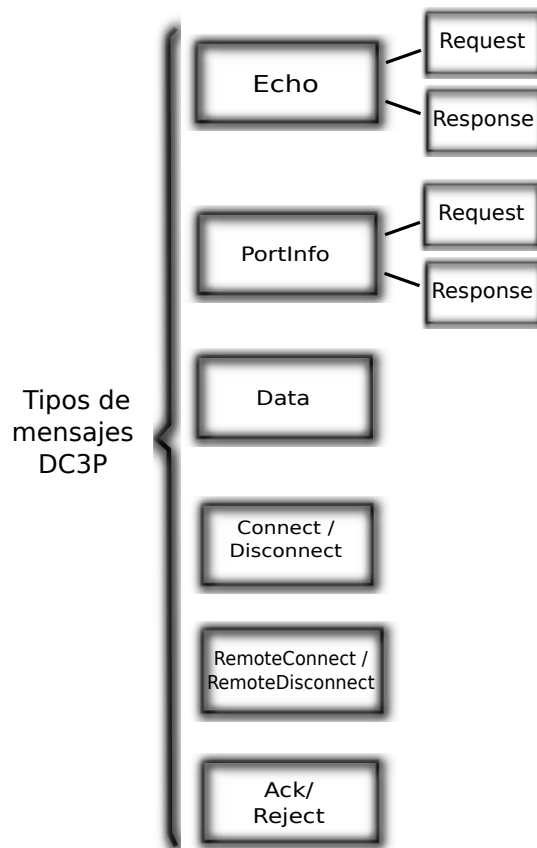 Tipos de
mensajes
DC3P
Echo
Request
Response
PortInfo
Request
Response
Data
Connect /
Disconnect
RemoteConnect /
RemoteDisconnect
Ack/
Reject